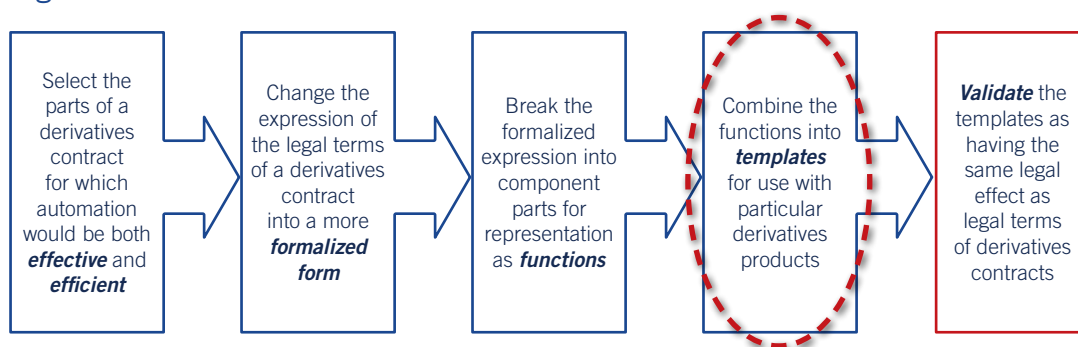 Select the
parts of a
derivatives
contract
for which
automation
would be both
effective and
efficient
Change the
expression of
the legal terms
of a derivatives
contract
into a more
formalized
form
Break the
formalized
expression into
component
parts for
representation
as functions
Combine the
functions into
templates
for use with
particular
derivatives
products
Validate the
templates as
having the
same legal
effect as
legal terms
of derivatives
contracts